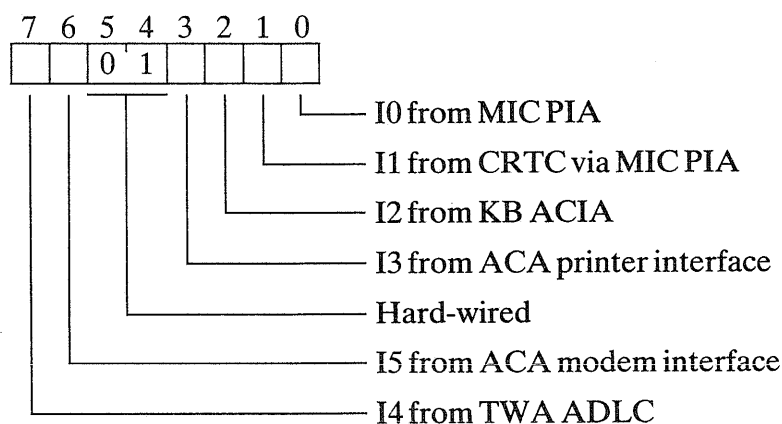 7 6 5 4 3 2 1 0
0 1
I0 from MIC PIA
I1 from CRTC via MIC PIA
I2 from KB ACIA
I3 from ACA printer interface
Hard-wired
I5 from ACA modem interface
I4 from TWA ADLC